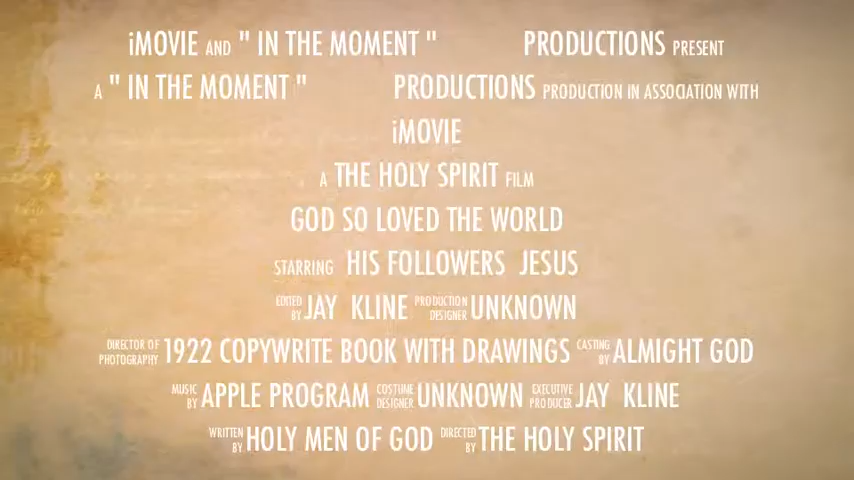 iMOVIE AND " IN THE MOMENT " PRODUCTIONS PRESENT
A " IN THE MOMENT " PRODUCTIONS PRODUCTION IN ASSOCIATION WITH
iMOVIE
A THE HOLY SPIRIT FILM
GOD SO LOVED THE WORLD
STARRING HIS FOLLOWERS JESUS
EDITED BY JAY KLINE PRODUCTION DESIGNER UNKNOWN
DIRECTOR OF PHOTOGRAPHY 1922 COPYWRITE BOOK WITH DRAWINGS CASTING BY ALMIGHT GOD
MUSIC BY APPLE PROGRAM COSTUME DESIGNER UNKNOWN EXECUTIVE PRODUCER JAY KLINE
WRITTEN BY HOLY MEN OF GOD DIRECTED BY THE HOLY SPIRIT